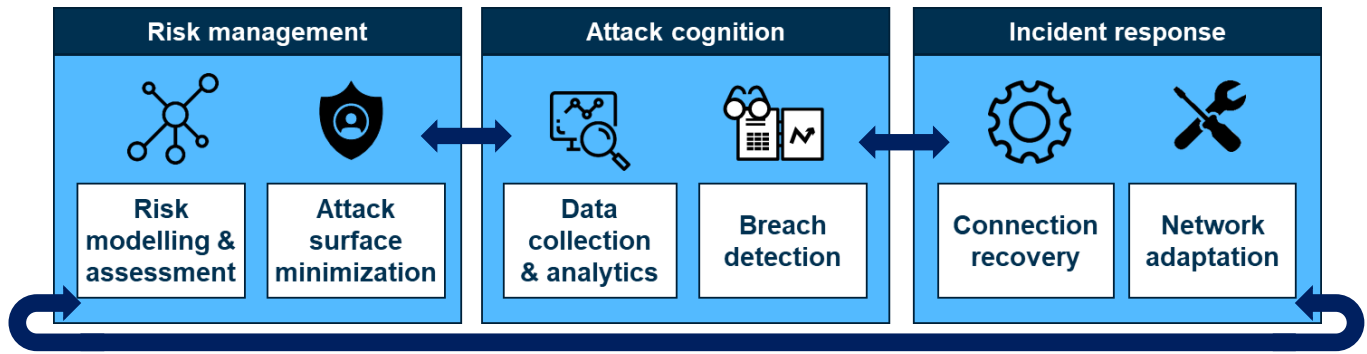 Risk management
Attack cognition
Incident response
Risk
modelling &
assessment
Attack
surface
minimization
Data
collection
& analytics
Breach
detection
Connection
recovery
Network
adaptation